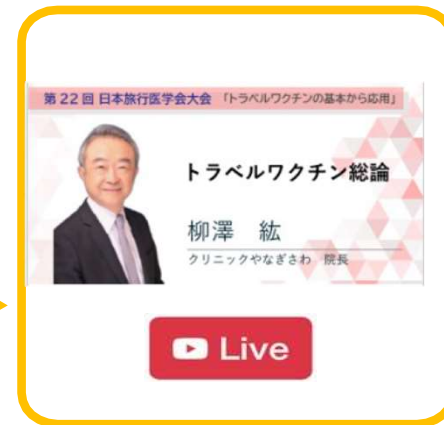 第22回 日本旅行医学会大会 「トラベルワクチンの基本から応用」
トラベルワクチン総論
柳澤 紘
クリニックやなぎさわ 院長
Live